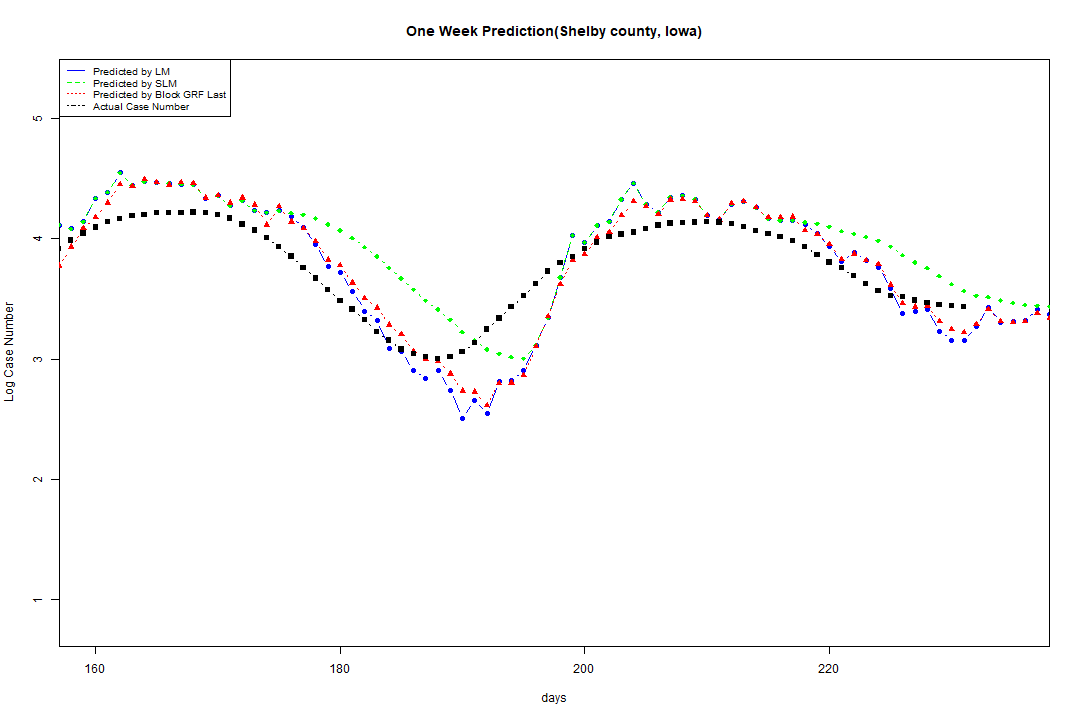 One Week Prediction(Shelby county, Iowa)
Predicted by LM
Predicted by SLM
Predicted by Block GRF Last
Actual Case Number
5
4
3
2
1
Log Case Number
160 180 200 220
days